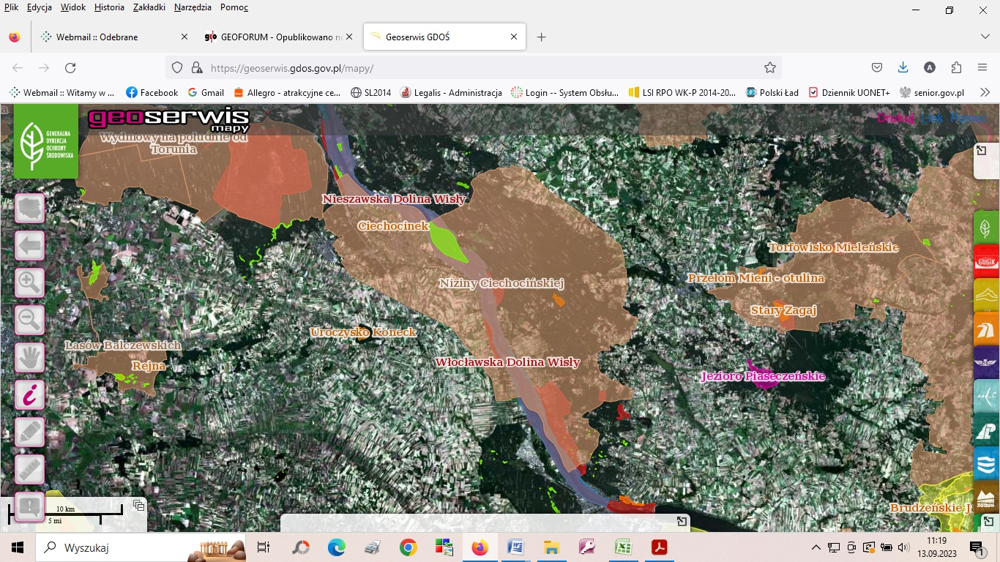 Plik Edycja Widok Historia Zakładki Narzędzia Pomoc
Webmail :: Odebrane
GEOFORUM - Opublikowano no
Geoserwis GDOŚ
https://geoserwis.gdos.gov.pl/mapy/
Webmail :: Witamy w ...
Facebook
Gmail
Allegro - atrakcyjne ce...
SL2014
Legalis - Administracja
Login -- System Obsłu...
LSI RPO WK-P 2014-20...
Polski Ład
Dziennik UONET+
senior.gov.pl
GENERALNA
DYREKCJA
OCHRONY
ŚRODOWISKA
geoserwis
mapy
Drukuj Link Pomoc
Wydmowy na południe od
Torunia
Nieszawska Dolina Wisły
Ciechocinek
GUGIK
Torfowisko Mieleńskie
Przełom Mieni - otulina
Niziny Ciechocińskiej
Stary Zagaj
Uroczysko Koneck
Lasów Balczewskich
Rejna
Włocławska Dolina Wisły
Jezioro Piaseczeńskie
Brudzeńskie Ja
10 km
5 mi
Wyszukaj
11:19
13.09.2023
1